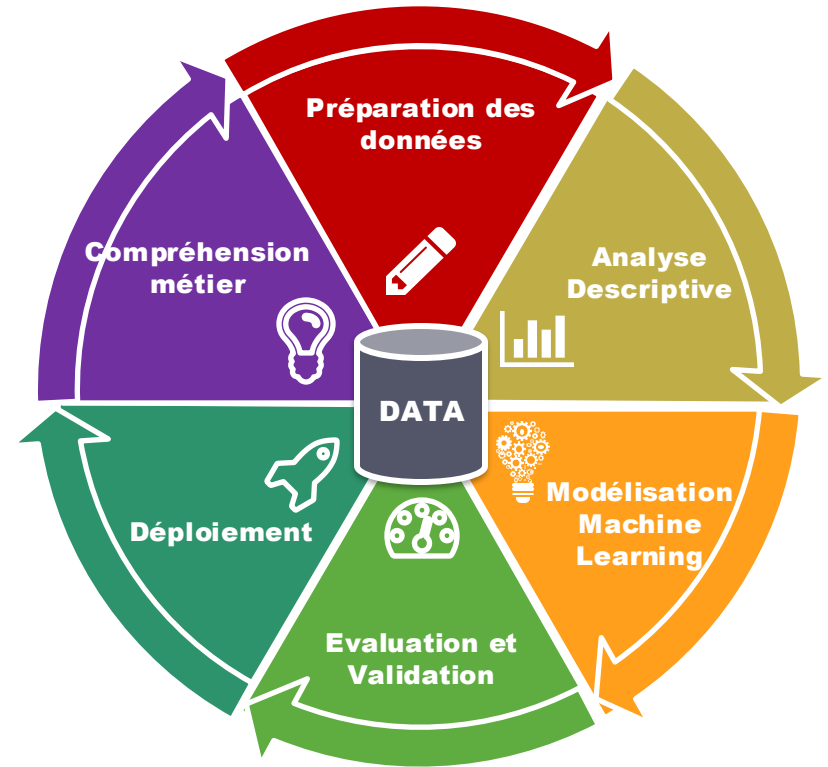 Préparation des
données
Analyse
Descriptive
Modélisation
Machine
Learning
Evaluation et
Validation
Déploiement
Compréhension
métier
DATA